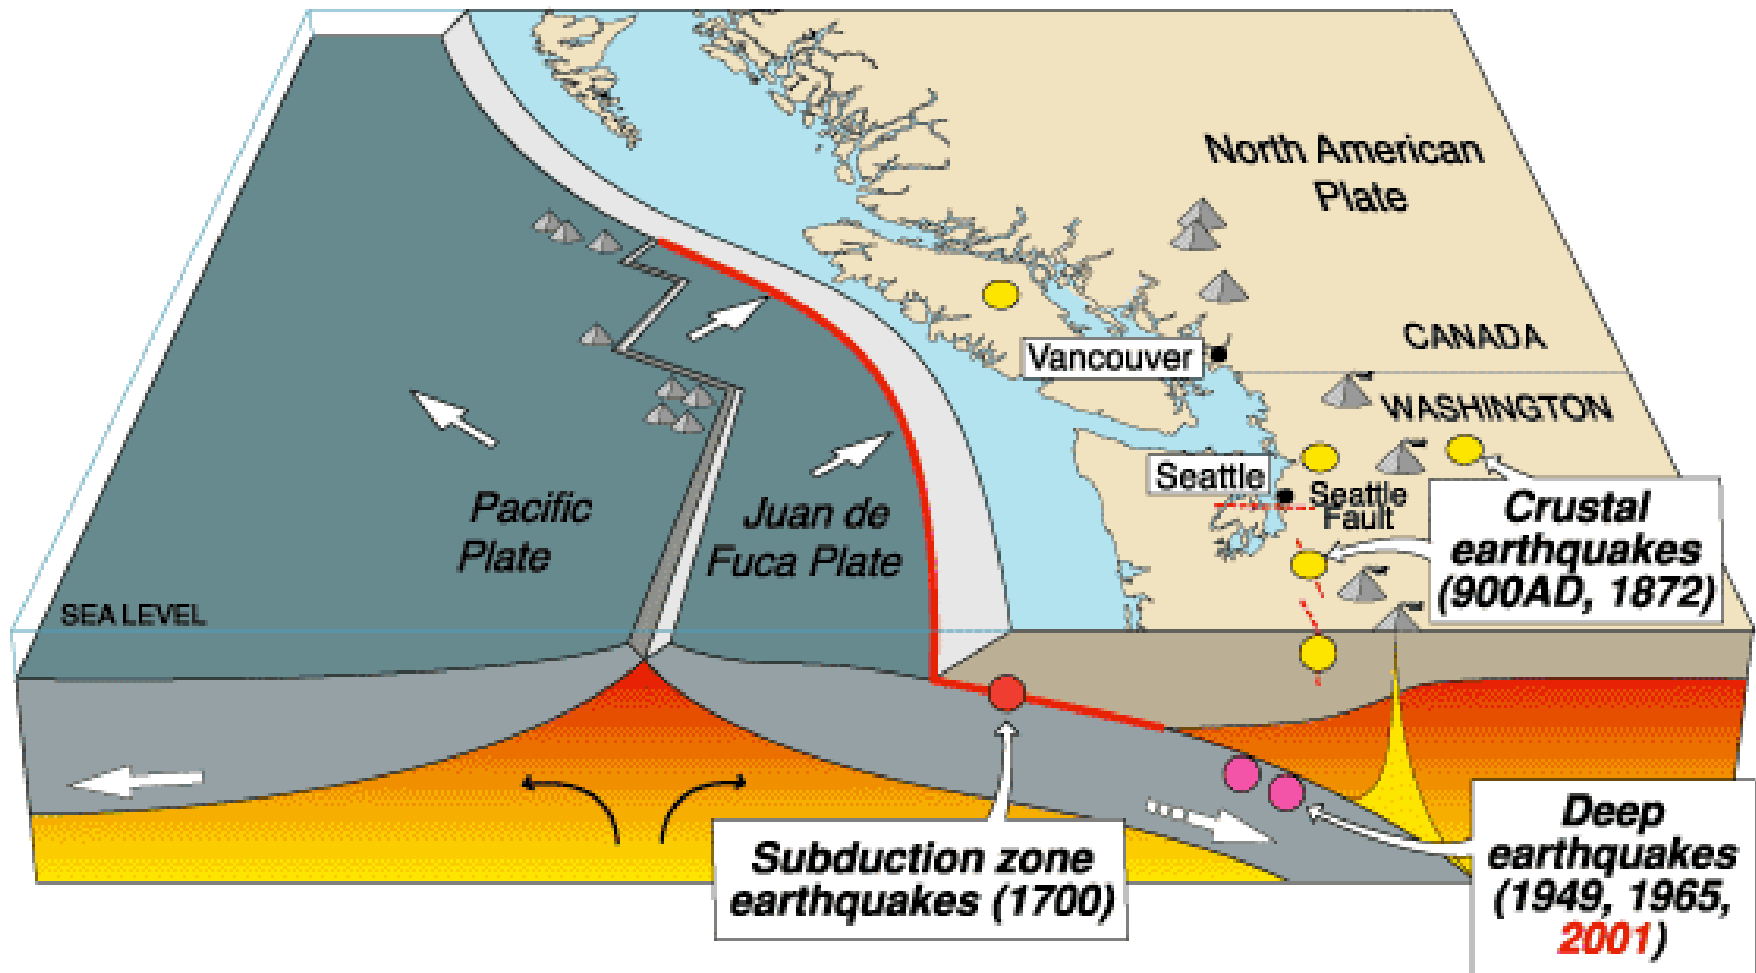 North American
Plate
CANADA
Vancouver
WASHINGTON
Seattle
Seattle
Fault
Crustal
earthquakes
(900AD, 1872)
Pacific
Plate
Juan de
Fuca Plate
SEA LEVEL
Subduction zone
earthquakes (1700)
Deep
earthquakes
(1949, 1965,
2001)